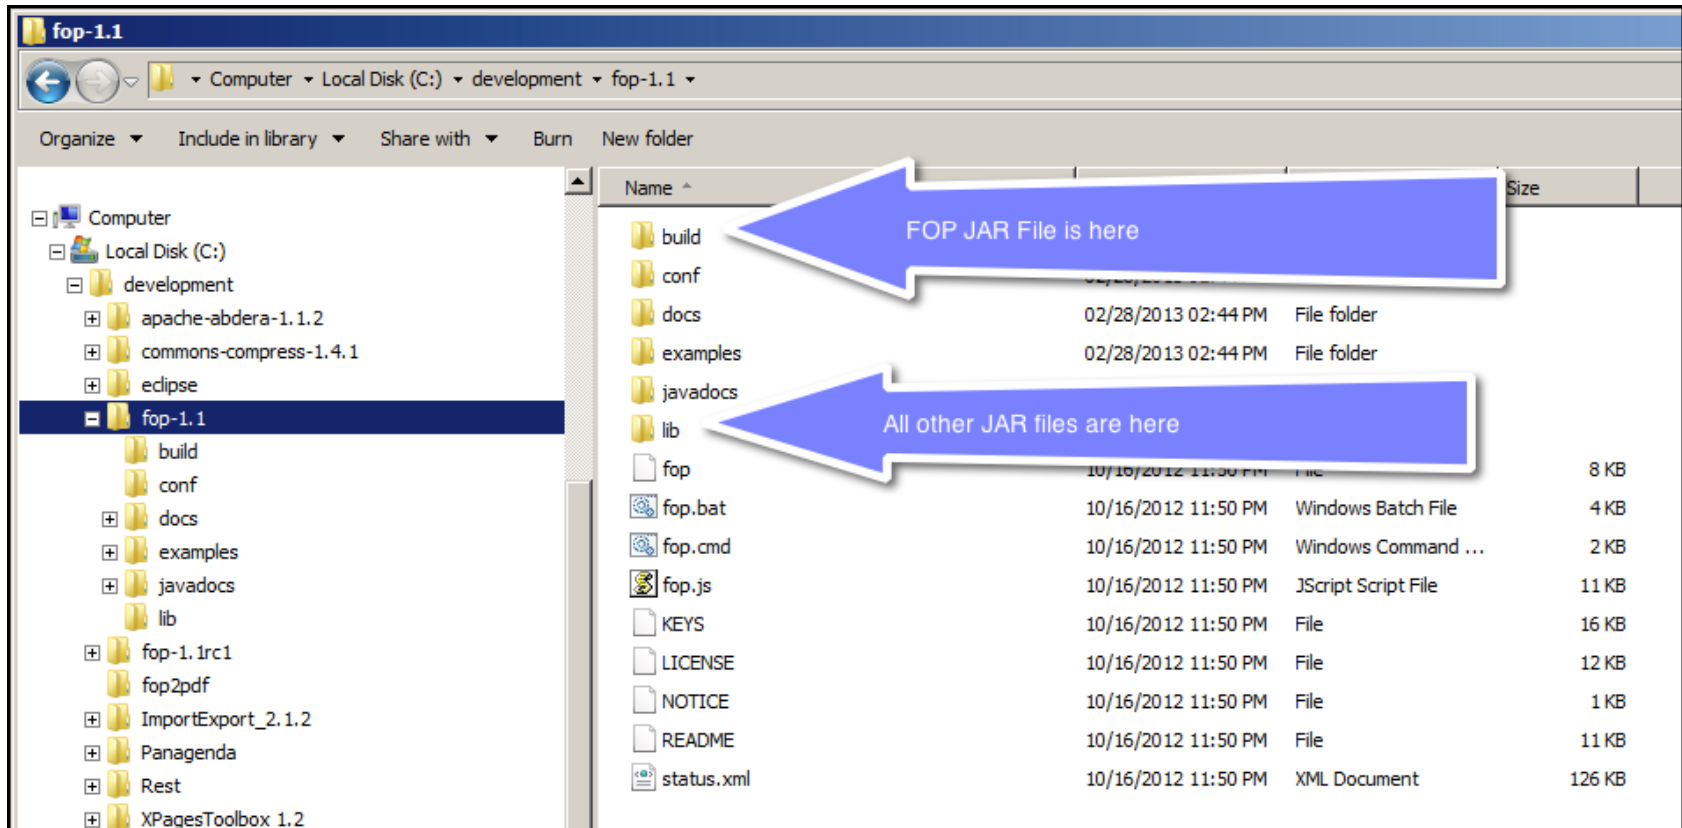 fop-1.1
Computer Local Disk (C:) development fop-1.1
Organize Include in library Share with Burn New folder
Computer
Local Disk (C:)
development
apache-abdera-1.1.2
commons-compress-1.4.1
eclipse
fop-1.1
build
conf
docs
examples
javadocs
lib
fop-1.1rc1
fop2pdf
ImportExport_2.1.2
Panagenda
Rest
XPagesToolbox 1.2
Name Size
build
FOP JAR File is here
conf
docs 02/28/2013 02:44 PM File folder
examples 02/28/2013 02:44 PM File folder
javadocs
lib
All other JAR files are here
fop 10/16/2012 11:50 PM File 8 KB
fop.bat 10/16/2012 11:50 PM Windows Batch File 4 KB
fop.cmd 10/16/2012 11:50 PM Windows Command ... 2 KB
fop.js 10/16/2012 11:50 PM JScript Script File 11 KB
KEYS 10/16/2012 11:50 PM File 16 KB
LICENSE 10/16/2012 11:50 PM File 12 KB
NOTICE 10/16/2012 11:50 PM File 1 KB
README 10/16/2012 11:50 PM File 11 KB
status.xml 10/16/2012 11:50 PM XML Document 126 KB